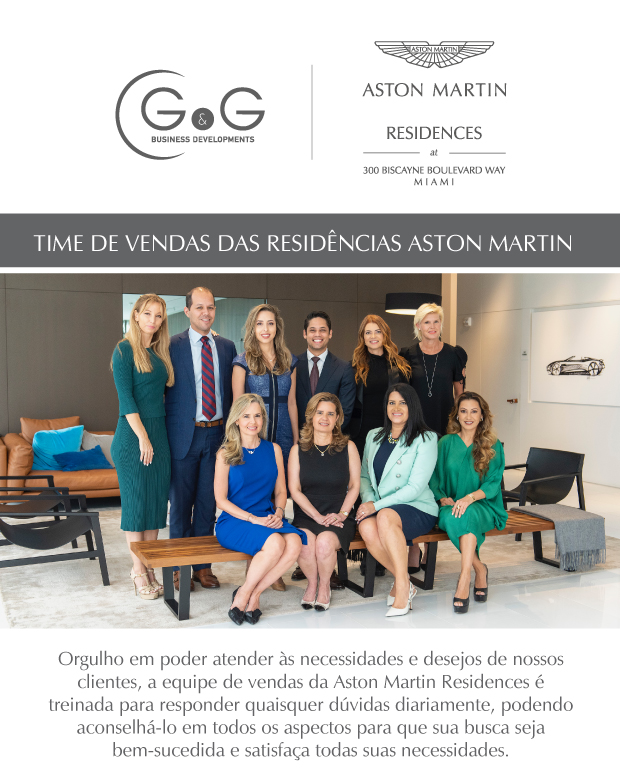 G&G
BUSINESS DEVELOPMENTS
ASTON MARTIN
ASTON MARTIN
RESIDENCES
at
300 BISCAYNE BOULEVARD WAY
MIAMI
TIME DE VENDAS DAS RESIDÊNCIAS ASTON MARTIN
Orgulho em poder atender às necessidades e desejos de nossos
clientes, a equipe de vendas da Aston Martin Residences é
treinada para responder quaisquer dúvidas diariamente, podendo
aconselhá-lo em todos os aspectos para que sua busca seja
bem-sucedida e satisfaça todas suas necessidades.